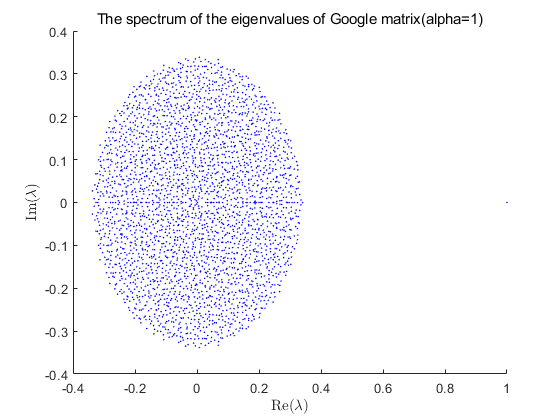 The spectrum of the eigenvalues of Google matrix(alpha=1)
0.4
0.3
0.2
0.1
0
-0.1
-0.2
-0.3
-0.4
Im(λ)
-0.4 -0.2 0 0.2 0.4 0.6 0.8 1
Re(λ)